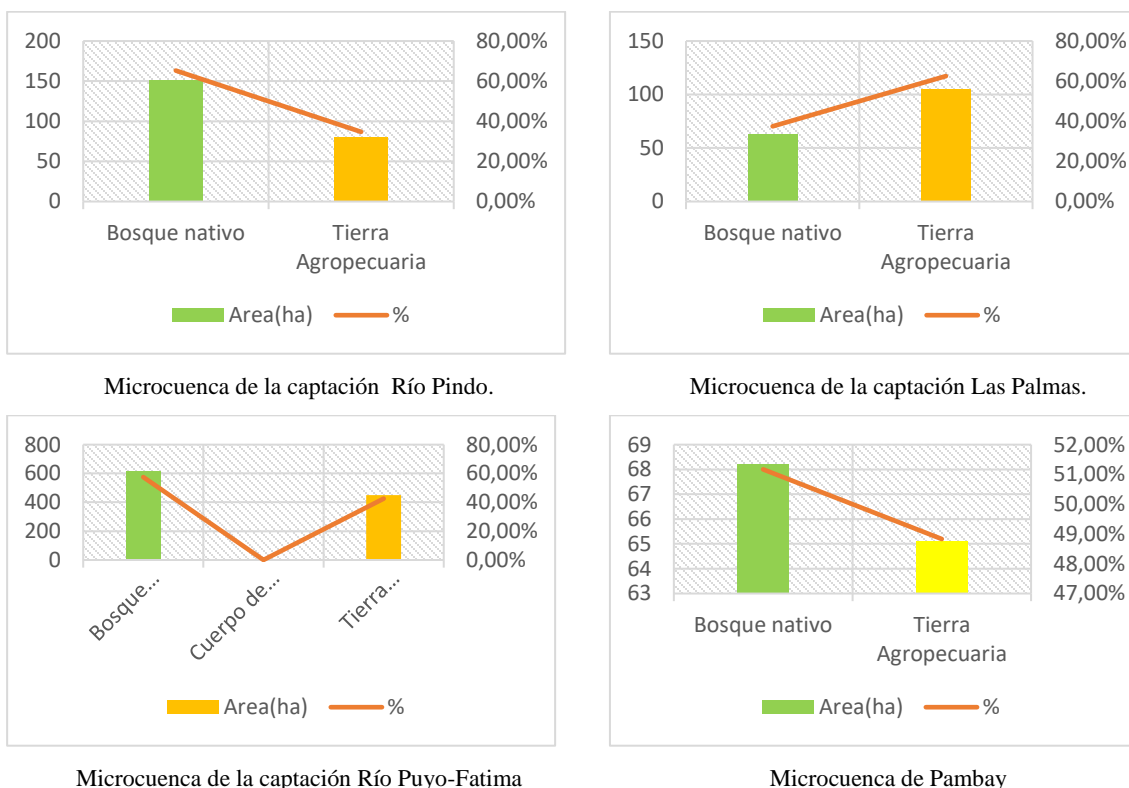 200
150
100
50
0
80,00%
60,00%
40,00%
20,00%
0,00%
Bosque nativo
Tierra
Agropecuaria
Area(ha)
%
Microcuenca de la captación Río Pindo.
150
100
50
0
80,00%
60,00%
40,00%
20,00%
0,00%
Bosque nativo
Tierra
Agropecuaria
Area(ha)
%
Microcuenca de la captación Las Palmas.
800
600
400
200
0
80,00%
60,00%
40,00%
20,00%
0,00%
Bosque...
Cuerpo de...
Tierra...
Area(ha)
%
Microcuenca de la captación Río Puyo-Fatima
69
68
67
66
65
64
63
52,00%
51,00%
50,00%
49,00%
48,00%
47,00%
Bosque nativo
Tierra
Agropecuaria
Area(ha)
%
Microcuenca de Pambay